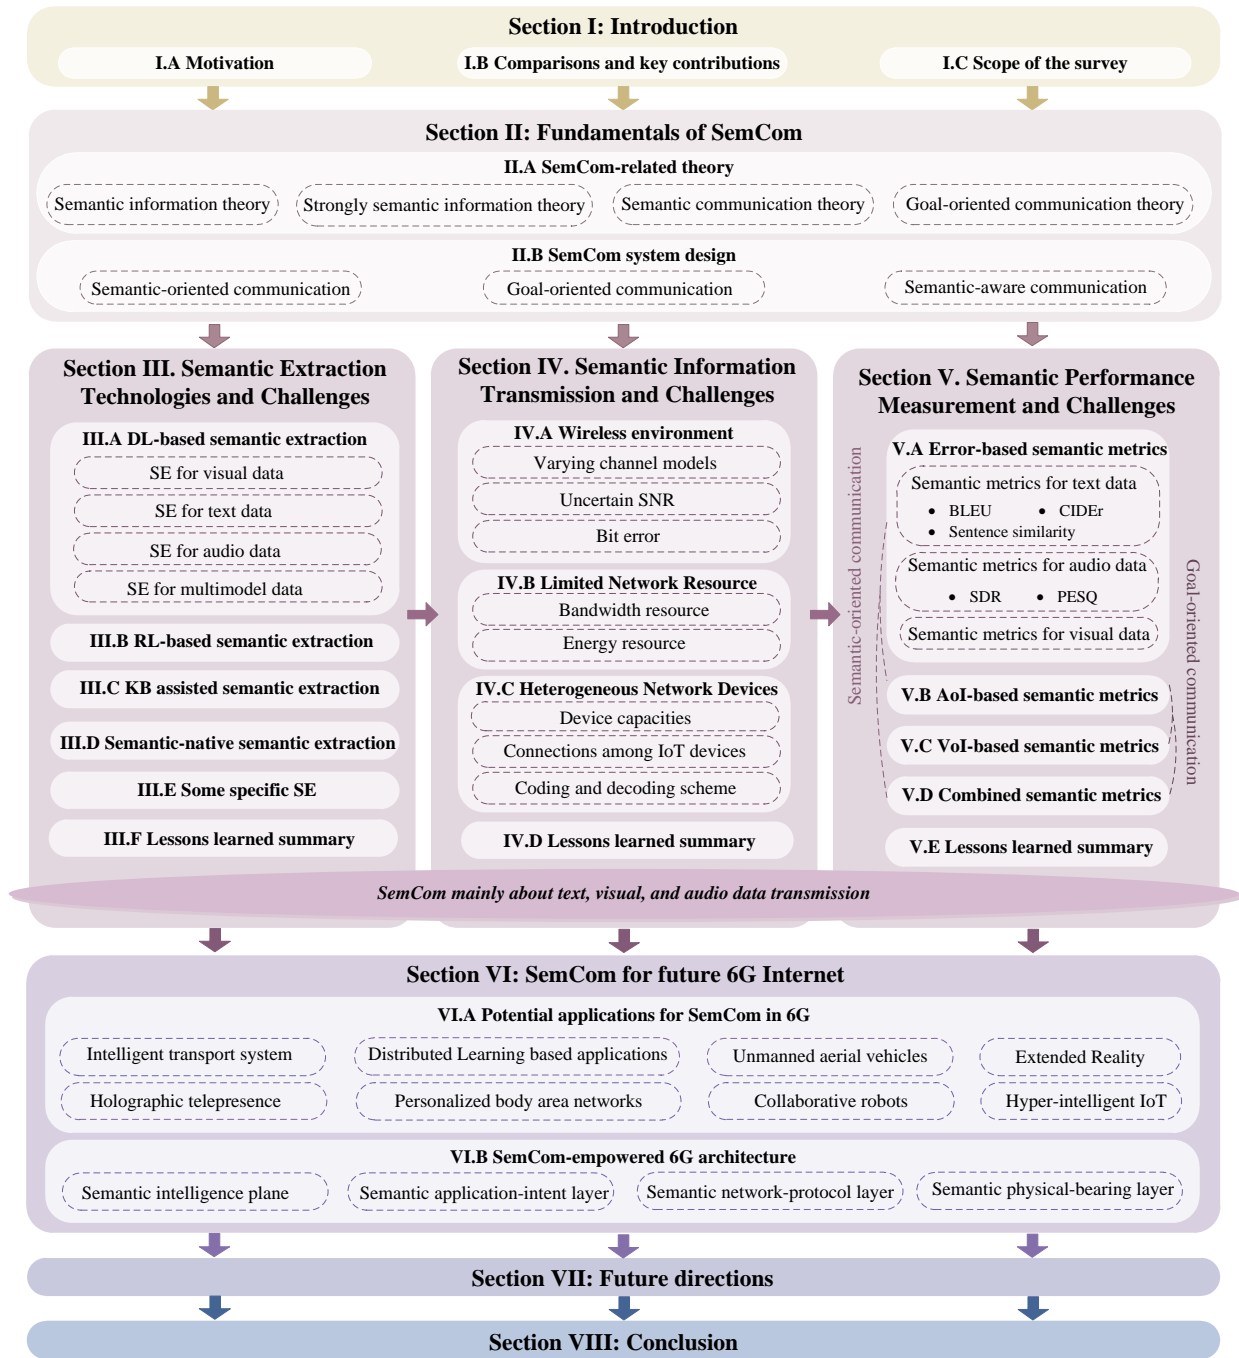 Section I: Introduction
I.A Motivation
I.B Comparisons and key contributions
I.C Scope of the survey
Section II: Fundamentals of SemCom
II.A SemCom-related theory
Semantic information theory
Strongly semantic information theory
Semantic communication theory
Goal-oriented communication theory
II.B SemCom system design
Semantic-oriented communication
Goal-oriented communication
Semantic-aware communication
Section III. Semantic Extraction
Technologies and Challenges
III.A DL-based semantic extraction
SE for visual data
SE for text data
SE for audio data
SE for multimodel data
III.B RL-based semantic extraction
III.C KB assisted semantic extraction
III.D Semantic-native semantic extraction
III.E Some specific SE
III.F Lessons learned summary
Section IV. Semantic Information
Transmission and Challenges
IV.A Wireless environment
Varying channel models
Uncertain SNR
Bit error
IV.B Limited Network Resource
Bandwidth resource
Energy resource
IV.C Heterogeneous Network Devices
Device capacities
Connections among IoT devices
Coding and decoding scheme
IV.D Lessons learned summary
Section V. Semantic Performance
Measurement and Challenges
Semantic-oriented communication
V.A Error-based semantic metrics
Semantic metrics for text data
• BLEU • CIDEr
• Sentence similarity
Semantic metrics for audio data
• SDR • PESQ
Semantic metrics for visual data
V.B AoI-based semantic metrics
V.C VoI-based semantic metrics
V.D Combined semantic metrics
V.E Lessons learned summary
Goal-oriented communication
SemCom mainly about text, visual, and audio data transmission
Section VI: SemCom for future 6G Internet
VI.A Potential applications for SemCom in 6G
Intelligent transport system
Distributed Learning based applications
Unmanned aerial vehicles
Extended Reality
Holographic telepresence
Personalized body area networks
Collaborative robots
Hyper-intelligent IoT
VI.B SemCom-empowered 6G architecture
Semantic intelligence plane
Semantic application-intent layer
Semantic network-protocol layer
Semantic physical-bearing layer
Section VII: Future directions
Section VIII: Conclusion